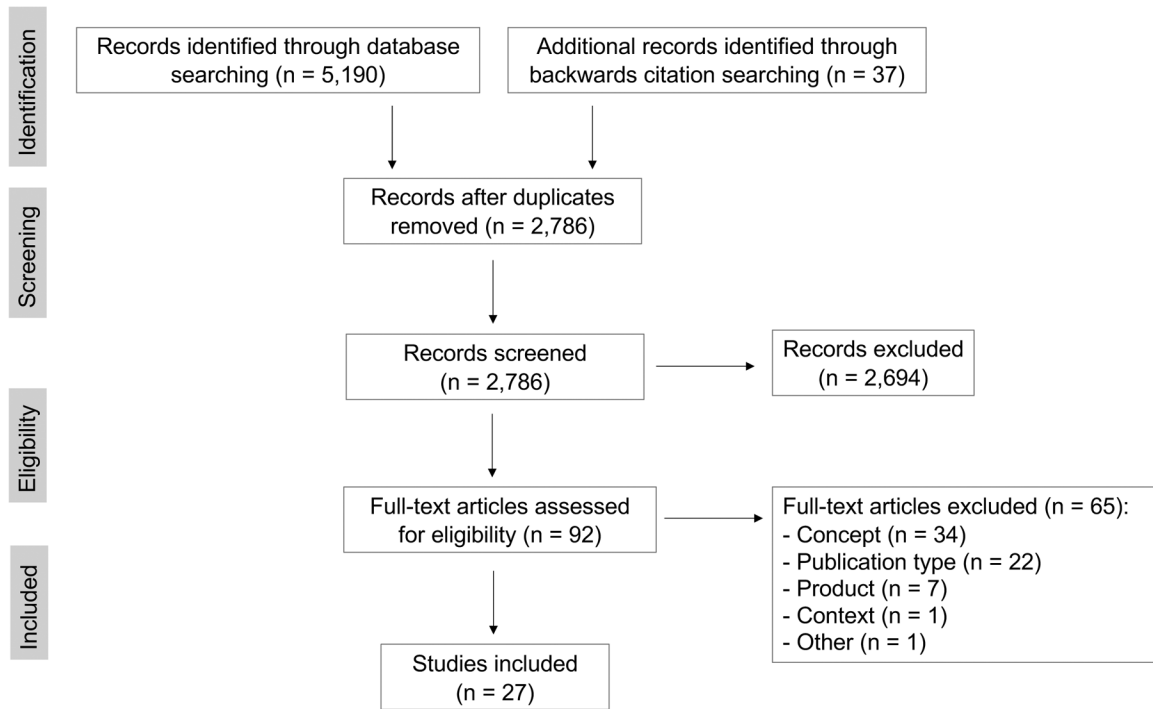 Identification
Records identified through database
searching (n = 5,190)
Additional records identified through
backwards citation searching (n = 37)
Screening
Records after duplicates
removed (n = 2,786)
Records screened
(n = 2,786)
Records excluded
(n = 2,694)
Eligibility
Full-text articles assessed
for eligibility (n = 92)
Full-text articles excluded (n = 65):
- Concept (n = 34)
- Publication type (n = 22)
- Product (n = 7)
- Context (n = 1)
- Other (n = 1)
Included
Studies included
(n = 27)